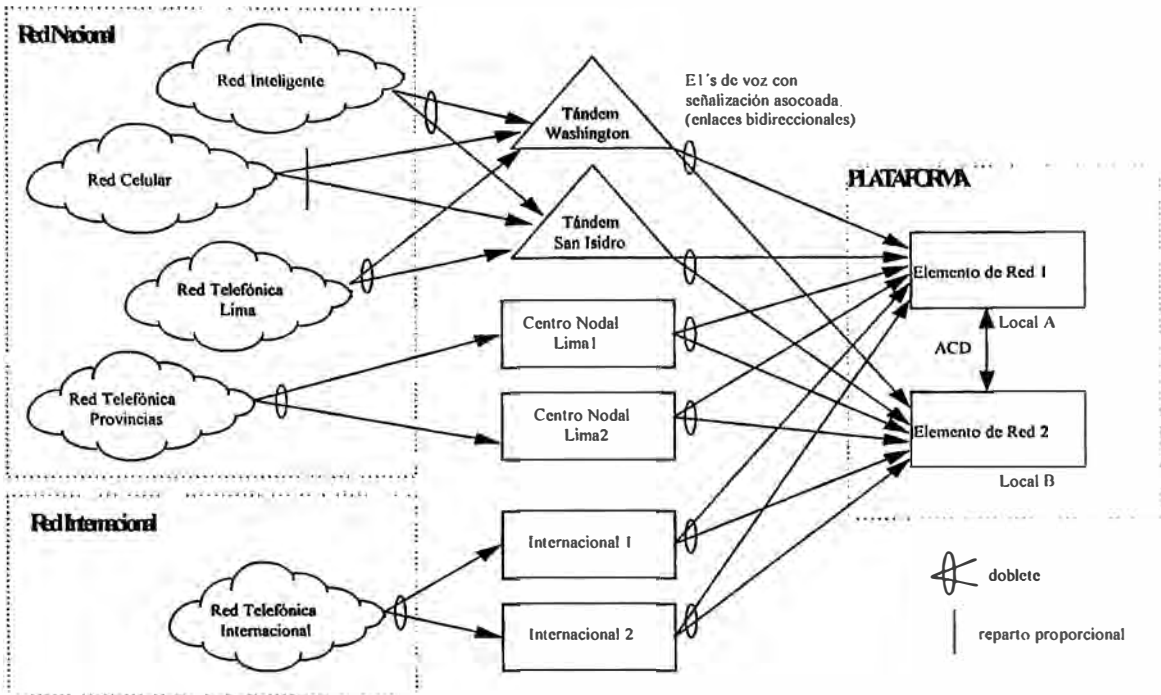 Red Nacional
Red Inteligente
Red Celular
Red Telefónica
Lima
Red Telefónica
Provincias
Tándem
Washington
Tándem
San Isidro
Centro Nodal
Lima1
Centro Nodal
Lima2
E1's de voz con
señalización asocoada.
(enlaces bidireccionales)
PLATAFORMA
Elemento de Red 1
Local A
ACD
Elemento de Red 2
Local B
Red Internacional
Red Telefónica
Internacional
Internacional 1
Internacional 2
doblete
reparto proporcional